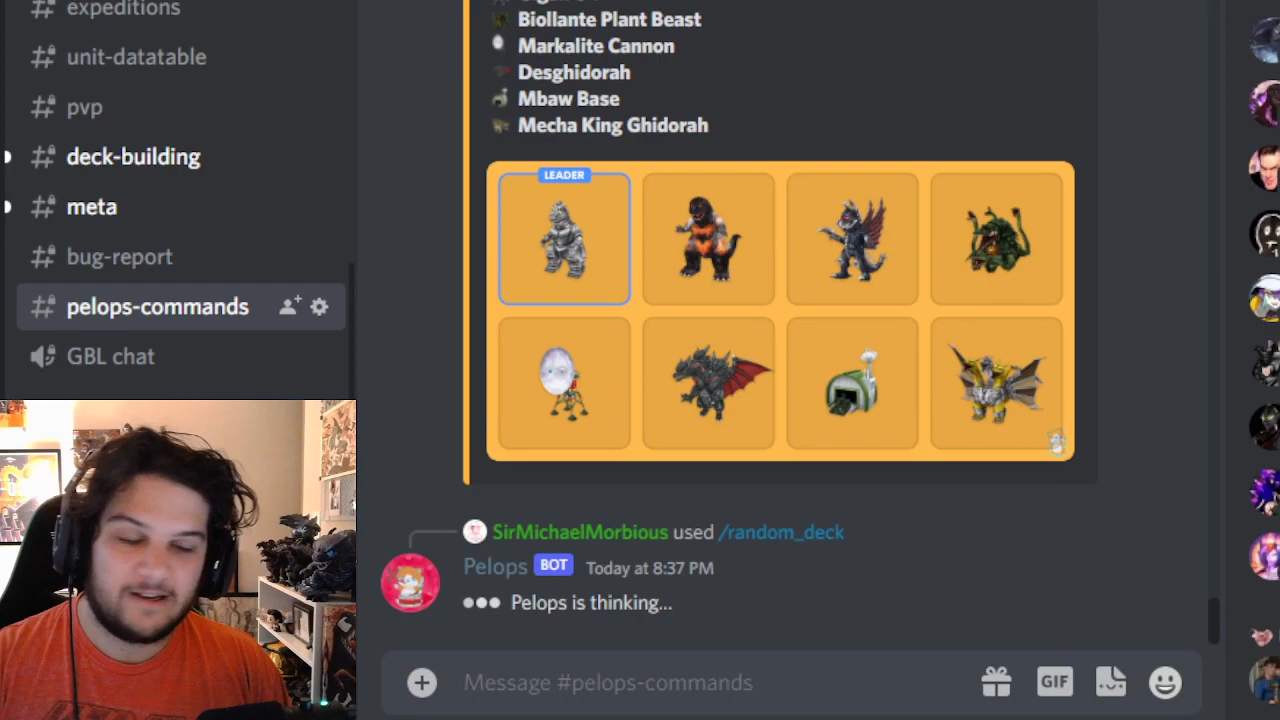 expeditions
unit-datatable
pvp
deck-building
meta
bug-report
pelops-commands
GBL chat
Biollante Plant Beast
Markalite Cannon
Desghidorah
Mbaw Base
Mecha King Ghidorah
LEADER
SirMichaelMorbious used /random_deck
Pelops BOT Today at 8:37 PM
Pelops is thinking...
Message #pelops-commands
GIF